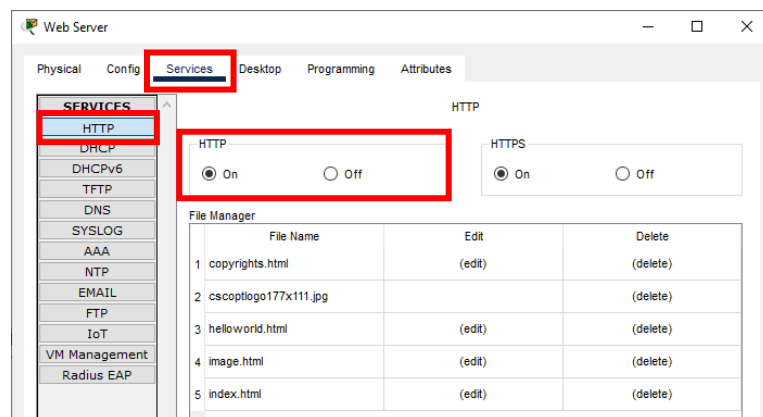 Web Server
Physical Config Services Desktop Programming Attributes
SERVICES
HTTP
DHCP
DHCPv6
TFTP
DNS
SYSLOG
AAA
NTP
EMAIL
FTP
IoT
VM Management
Radius EAP
HTTP
HTTP
On Off
HTTPS
On Off
File Manager
File Name Edit Delete
1 copyrights.html (edit) (delete)
2 cscoptlogo177x111.jpg (delete)
3 helloworld.html (edit) (delete)
4 image.html (edit) (delete)
5 index.html (edit) (delete)